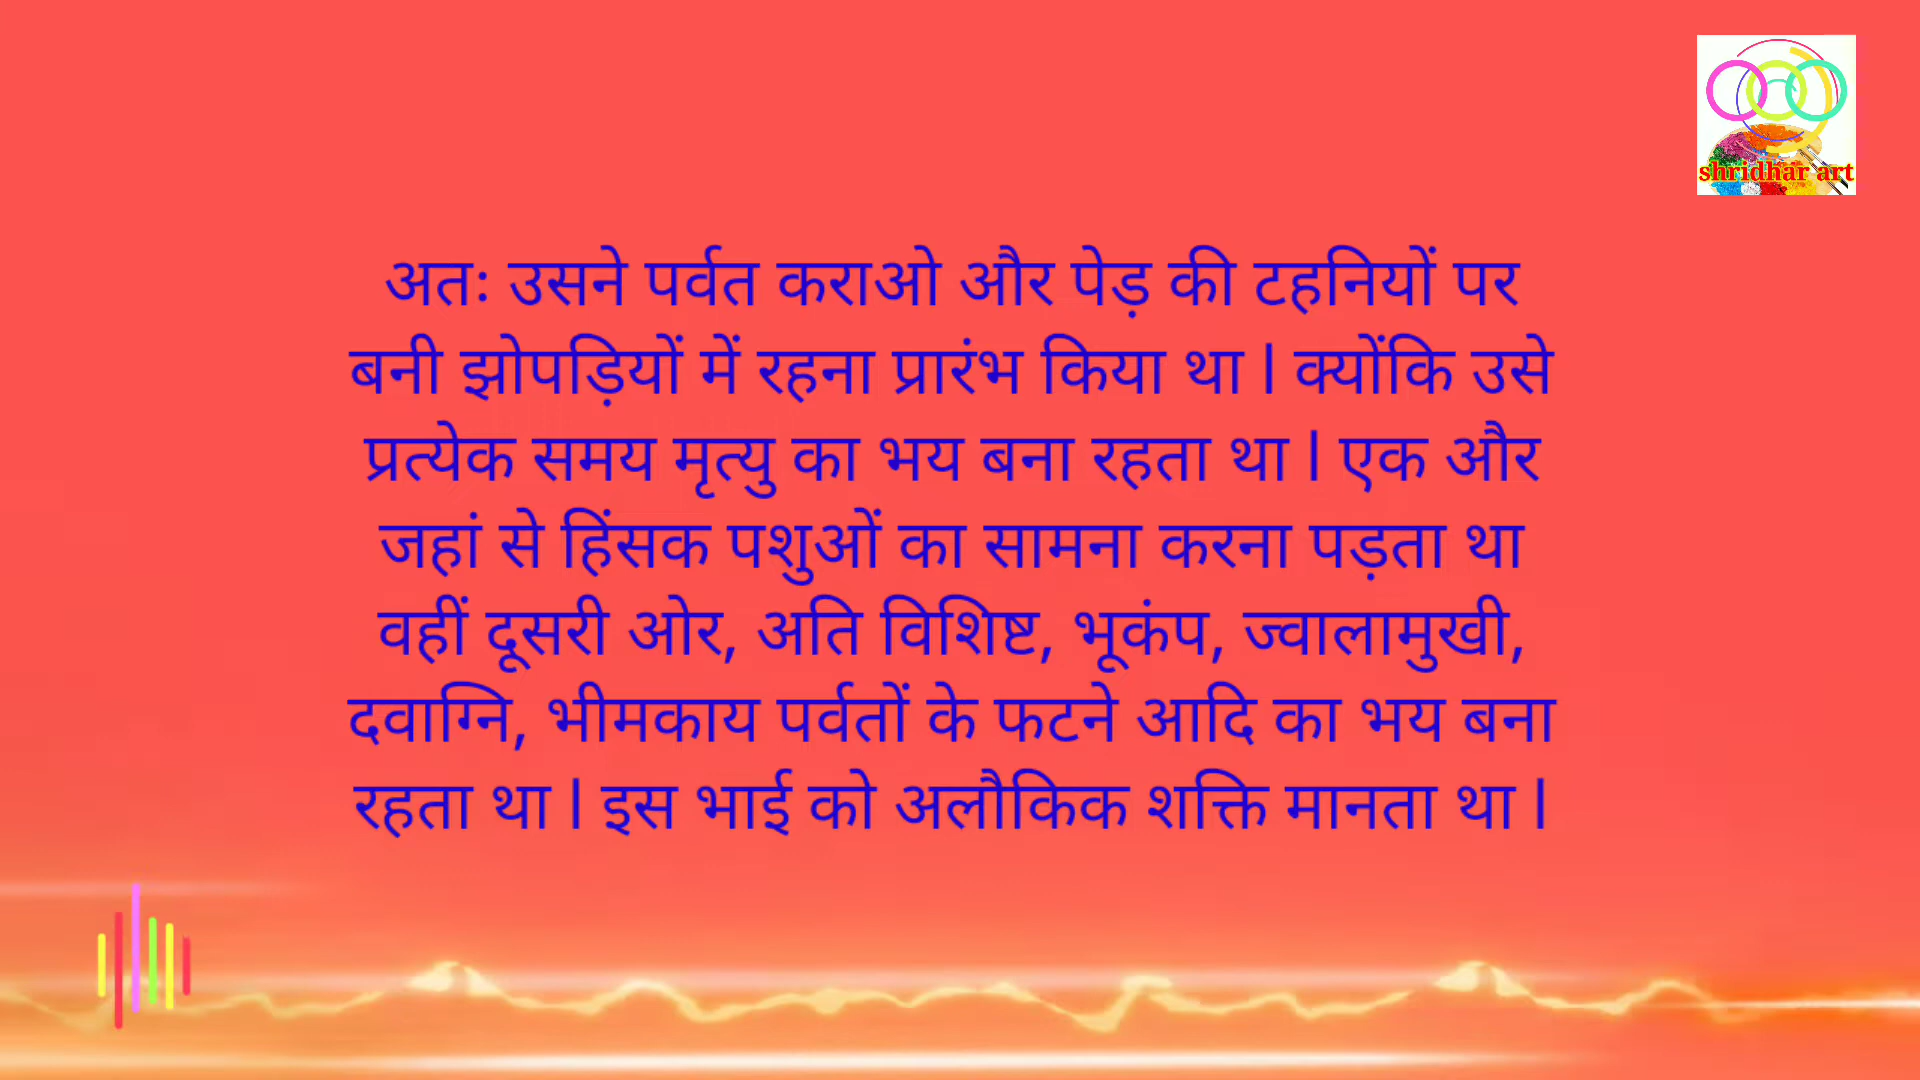 shridhar art
अतः उसने पर्वत कराओ और पेड़ की टहनियों पर
बनी झोपड़ियों में रहना प्रारंभ किया था l क्योंकि उसे
प्रत्येक समय मृत्यु का भय बना रहता था l एक और
जहां से हिंसक पशुओं का सामना करना पड़ता था
वहीं दूसरी ओर, अति विशिष्ट, भूकंप, ज्वालामुखी,
दवाग्नि, भीमकाय पर्वतों के फटने आदि का भय बना
रहता था l इस भाई को अलौकिक शक्ति मानता था l